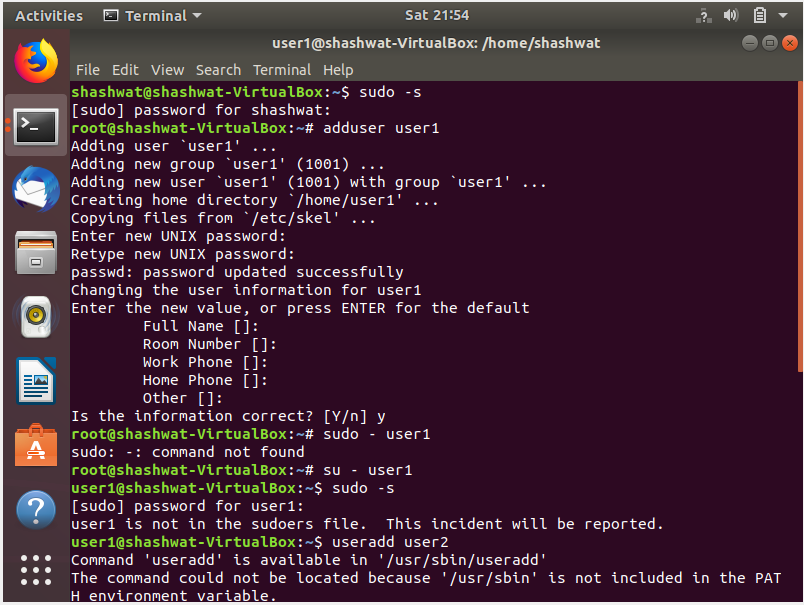 Activities Terminal Sat 21:54
user1@shashwat-VirtualBox: /home/shashwat
File Edit View Search Terminal Help
shashwat@shashwat-VirtualBox:~$ sudo -s
[sudo] password for shashwat:
root@shashwat-VirtualBox:~# adduser user1
Adding user `user1' ...
Adding new group `user1' (1001) ...
Adding new user `user1' (1001) with group `user1' ...
Creating home directory `/home/user1' ...
Copying files from `/etc/skel' ...
Enter new UNIX password:
Retype new UNIX password:
passwd: password updated successfully
Changing the user information for user1
Enter the new value, or press ENTER for the default
Full Name []:
Room Number []:
Work Phone []:
Home Phone []:
Other []:
Is the information correct? [Y/n] y
root@shashwat-VirtualBox:~# sudo - user1
sudo: -: command not found
root@shashwat-VirtualBox:~# su - user1
user1@shashwat-VirtualBox:~$ sudo -s
[sudo] password for user1:
user1 is not in the sudoers file.  This incident will be reported.
user1@shashwat-VirtualBox:~$ useradd user2
Command 'useradd' is available in '/usr/sbin/useradd'
The command could not be located because '/usr/sbin' is not included in the PAT
H environment variable.